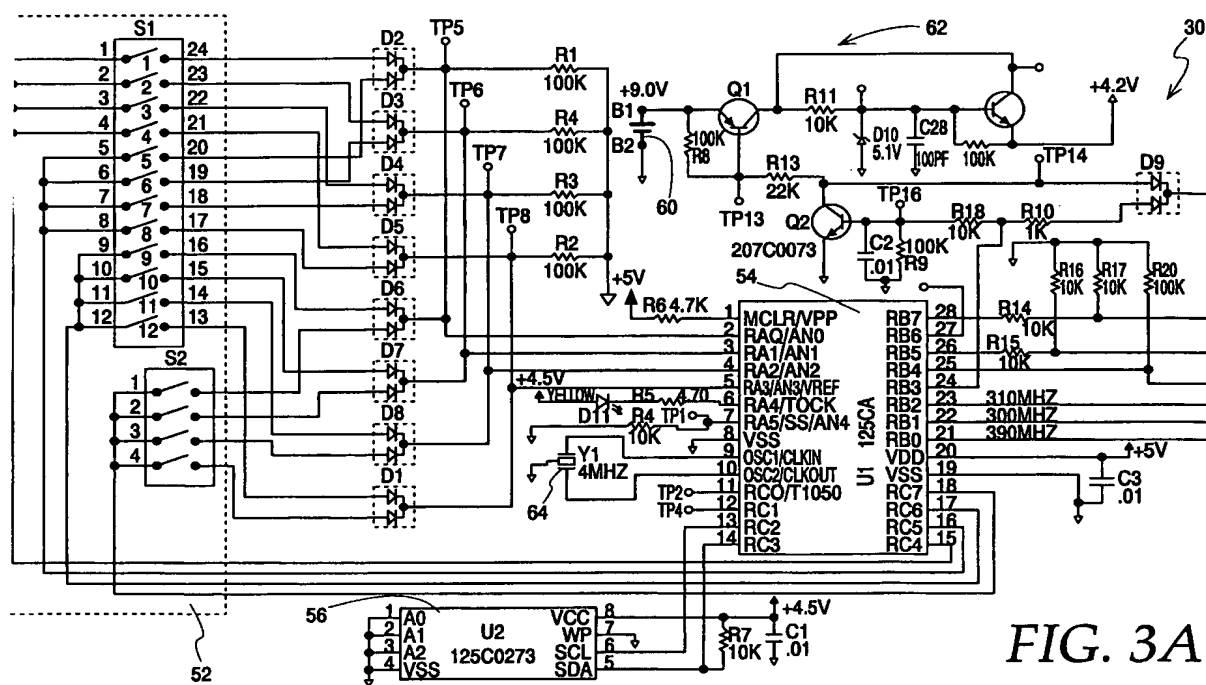 S1
1 1 24
2 2 23
3 3 22
4 4 21
5 5 20
6 6 19
7 7 18
8 8 17
9 9 16
10 10 15
11 11 14
12 12 13
S2
1
2
3
4
52
D2
D3
D4
D5
D6
D7
D8
D1
TP5
TP6
TP7
TP8
R1
100K
R4
100K
R3
100K
R2
100K
+9.0V
B1
B2
60
Q1
100K
R8
R11
10K
62
D10
5.1V
C28
100PF
100K
+4.2V
30
TP14
R13
22K
TP13
TP16
D9
Q2
207C0073
C2
.01
100K
R9
R18
10K
R10
1K
R16
10K
R17
10K
R20
100K
+5V
R6 4.7K
54
+4.5V
YELLOW
D11
R5
4.70
R4
10K
TP1
Y1
4MHZ
64
TP2
TP4
1 MCLR/VPP
2 RAQ/AN0
3 RA1/AN1
4 RA2/AN2
5 RA3/AN3/VREF
6 RA4/TOCK
7 RA5/SS/AN4
8 VSS
9 OSC1/CLKIN
10 OSC2/CLKOUT
11 RCO/T1050
12 RC1
13 RC2
14 RC3
U1
125CA
RB7 28
RB6 27
RB5 26
RB4 25
RB3 24
RB2 23
RB1 22
RB0 21
VDD 20
VSS 19
RC7 18
RC6 17
RC5 16
RC4 15
R14
10K
R15
10K
310MHZ
300MHZ
390MHZ
+5V
C3
.01
56
1 A0
2 A1
3 A2
4 VSS
U2
125C0273
VCC 8
WP 7
SCL 6
SDA 5
+4.5V
R7
10K
C1
.01
FIG. 3A